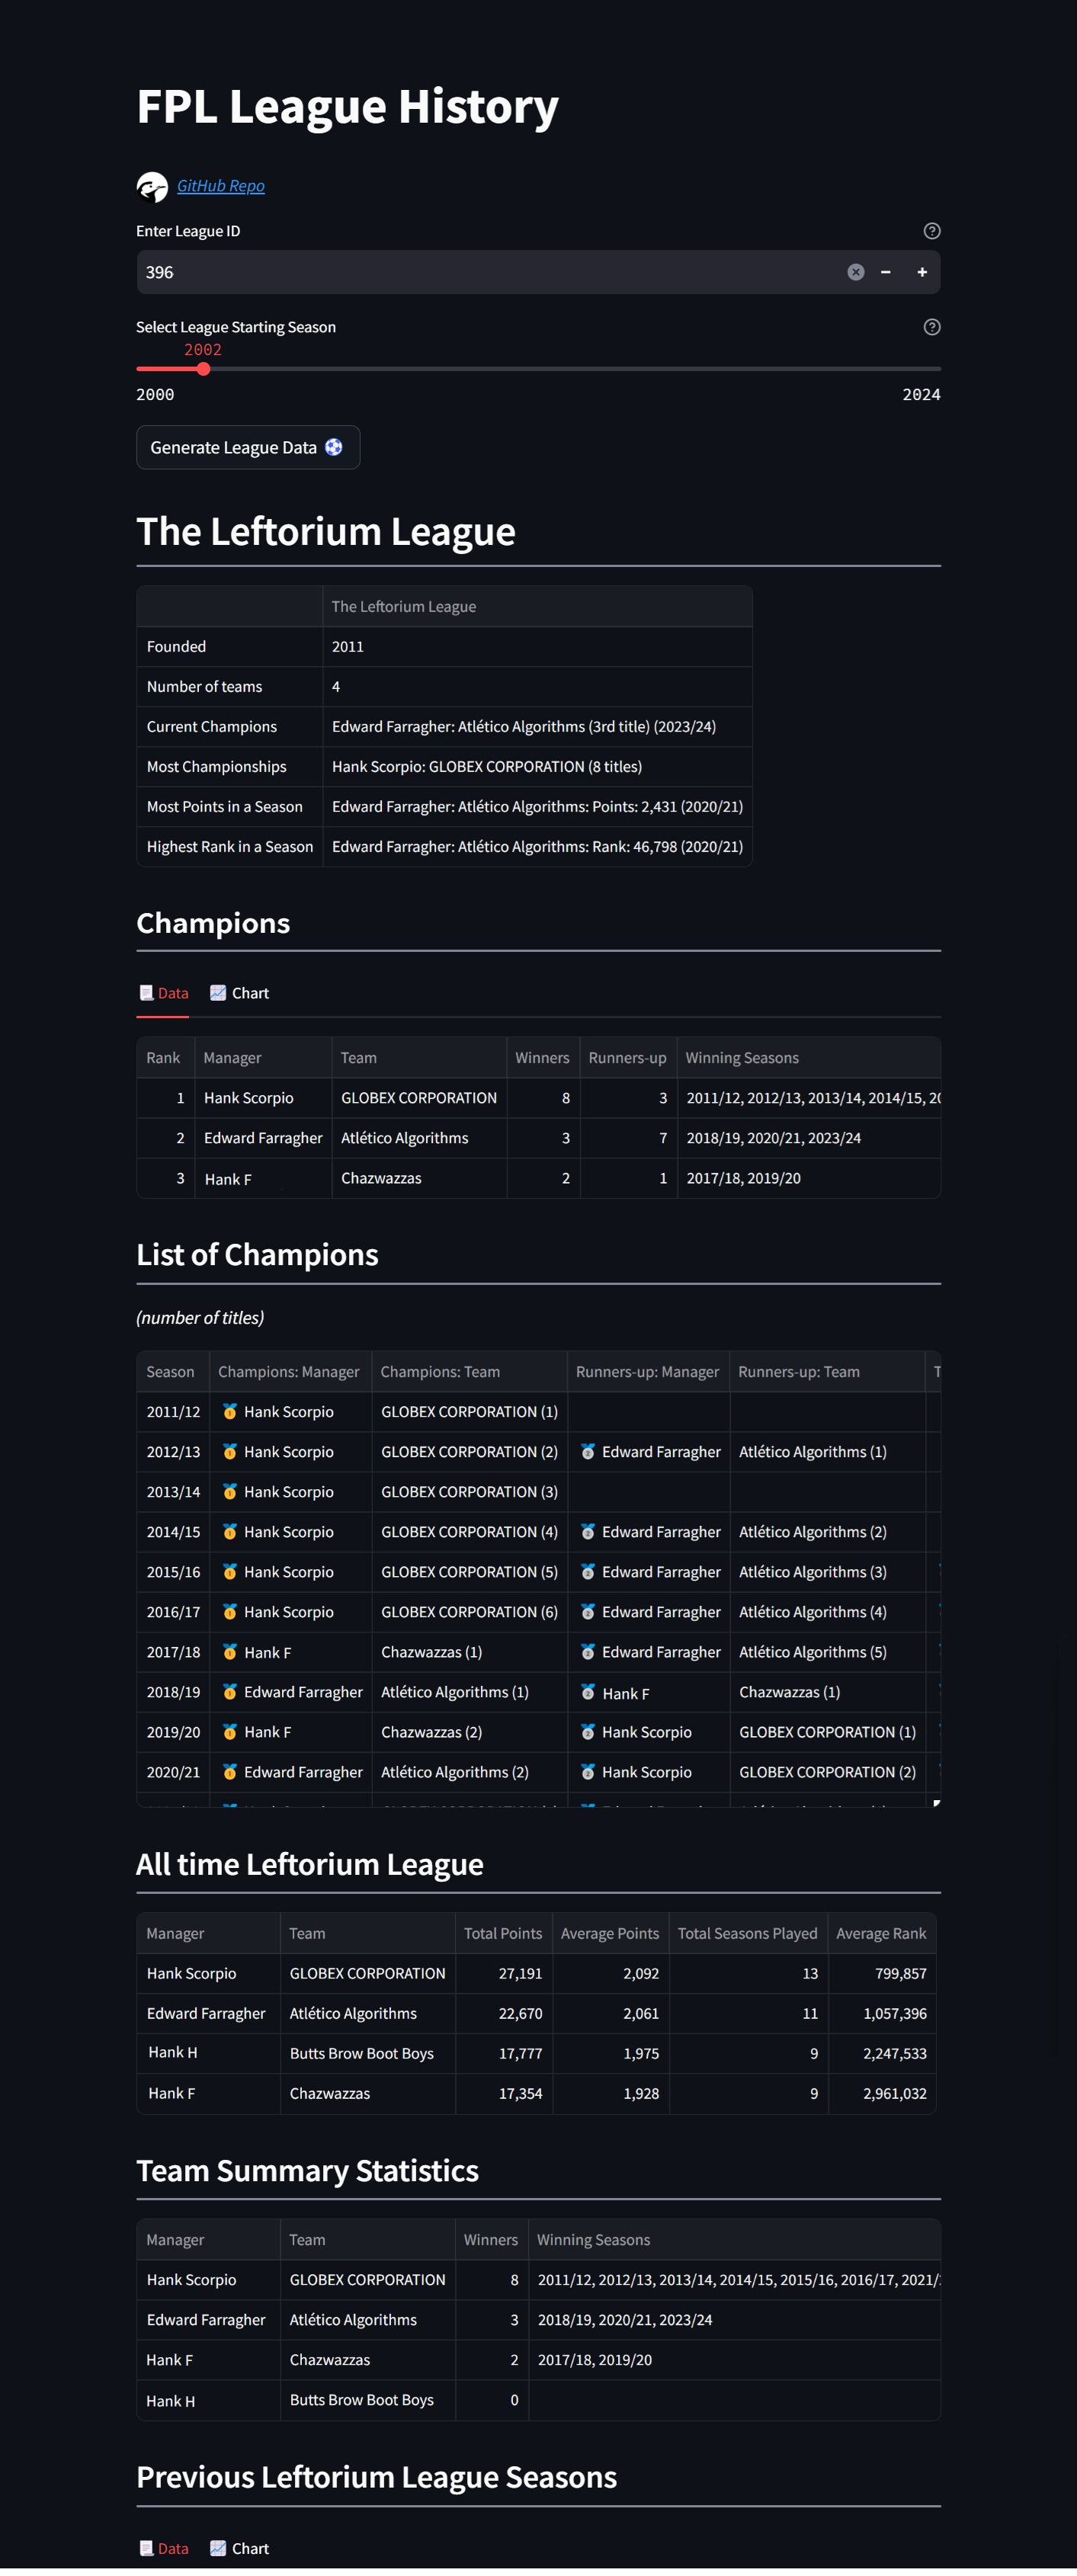 FPL League History
GitHub Repo
Enter League ID
396
Select League Starting Season
2002
2000 2024
Generate League Data
The Leftorium League
The Leftorium League
Founded 2011
Number of teams 4
Current Champions Edward Farragher: Atlético Algorithms (3rd title) (2023/24)
Most Championships Hank Scorpio: GLOBEX CORPORATION (8 titles)
Most Points in a Season Edward Farragher: Atlético Algorithms: Points: 2,431 (2020/21)
Highest Rank in a Season Edward Farragher: Atlético Algorithms: Rank: 46,798 (2020/21)
Champions
Data Chart
Rank Manager Team Winners Runners-up Winning Seasons
1 Hank Scorpio GLOBEX CORPORATION 8 3 2011/12, 2012/13, 2013/14, 2014/15, 20
2 Edward Farragher Atlético Algorithms 3 7 2018/19, 2020/21, 2023/24
3 Hank F Chazwazzas 2 1 2017/18, 2019/20
List of Champions
(number of titles)
Season Champions: Manager Champions: Team Runners-up: Manager Runners-up: Team T
2011/12 Hank Scorpio GLOBEX CORPORATION (1)
2012/13 Hank Scorpio GLOBEX CORPORATION (2) Edward Farragher Atlético Algorithms (1)
2013/14 Hank Scorpio GLOBEX CORPORATION (3)
2014/15 Hank Scorpio GLOBEX CORPORATION (4) Edward Farragher Atlético Algorithms (2)
2015/16 Hank Scorpio GLOBEX CORPORATION (5) Edward Farragher Atlético Algorithms (3)
2016/17 Hank Scorpio GLOBEX CORPORATION (6) Edward Farragher Atlético Algorithms (4)
2017/18 Hank F Chazwazzas (1) Edward Farragher Atlético Algorithms (5)
2018/19 Edward Farragher Atlético Algorithms (1) Hank F Chazwazzas (1)
2019/20 Hank F Chazwazzas (2) Hank Scorpio GLOBEX CORPORATION (1)
2020/21 Edward Farragher Atlético Algorithms (2) Hank Scorpio GLOBEX CORPORATION (2)
All time Leftorium League
Manager Team Total Points Average Points Total Seasons Played Average Rank
Hank Scorpio GLOBEX CORPORATION 27,191 2,092 13 799,857
Edward Farragher Atlético Algorithms 22,670 2,061 11 1,057,396
Hank H Butts Brow Boot Boys 17,777 1,975 9 2,247,533
Hank F Chazwazzas 17,354 1,928 9 2,961,032
Team Summary Statistics
Manager Team Winners Winning Seasons
Hank Scorpio GLOBEX CORPORATION 8 2011/12, 2012/13, 2013/14, 2014/15, 2015/16, 2016/17, 2021/
Edward Farragher Atlético Algorithms 3 2018/19, 2020/21, 2023/24
Hank F Chazwazzas 2 2017/18, 2019/20
Hank H Butts Brow Boot Boys 0
Previous Leftorium League Seasons
Data Chart